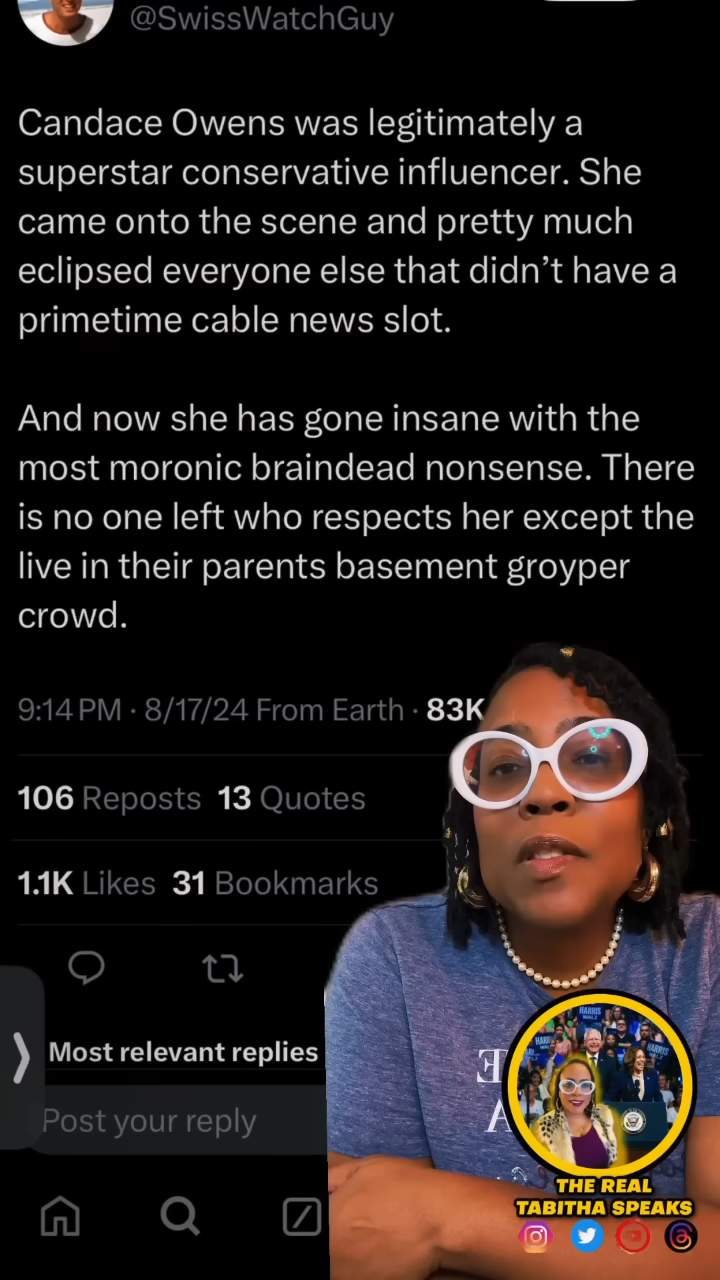 @SwissWatchGuy
Candace Owens was legitimately a
superstar conservative influencer. She
came onto the scene and pretty much
eclipsed everyone else that didn’t have a
primetime cable news slot.
And now she has gone insane with the
most moronic braindead nonsense. There
is no one left who respects her except the
live in their parents basement groyper
crowd.
9:14 PM · 8/17/24 From Earth · 83K
106 Reposts 13 Quotes
1.1K Likes 31 Bookmarks
Most relevant replies
Post your reply
HARRIS
THE REAL
TABITHA SPEAKS